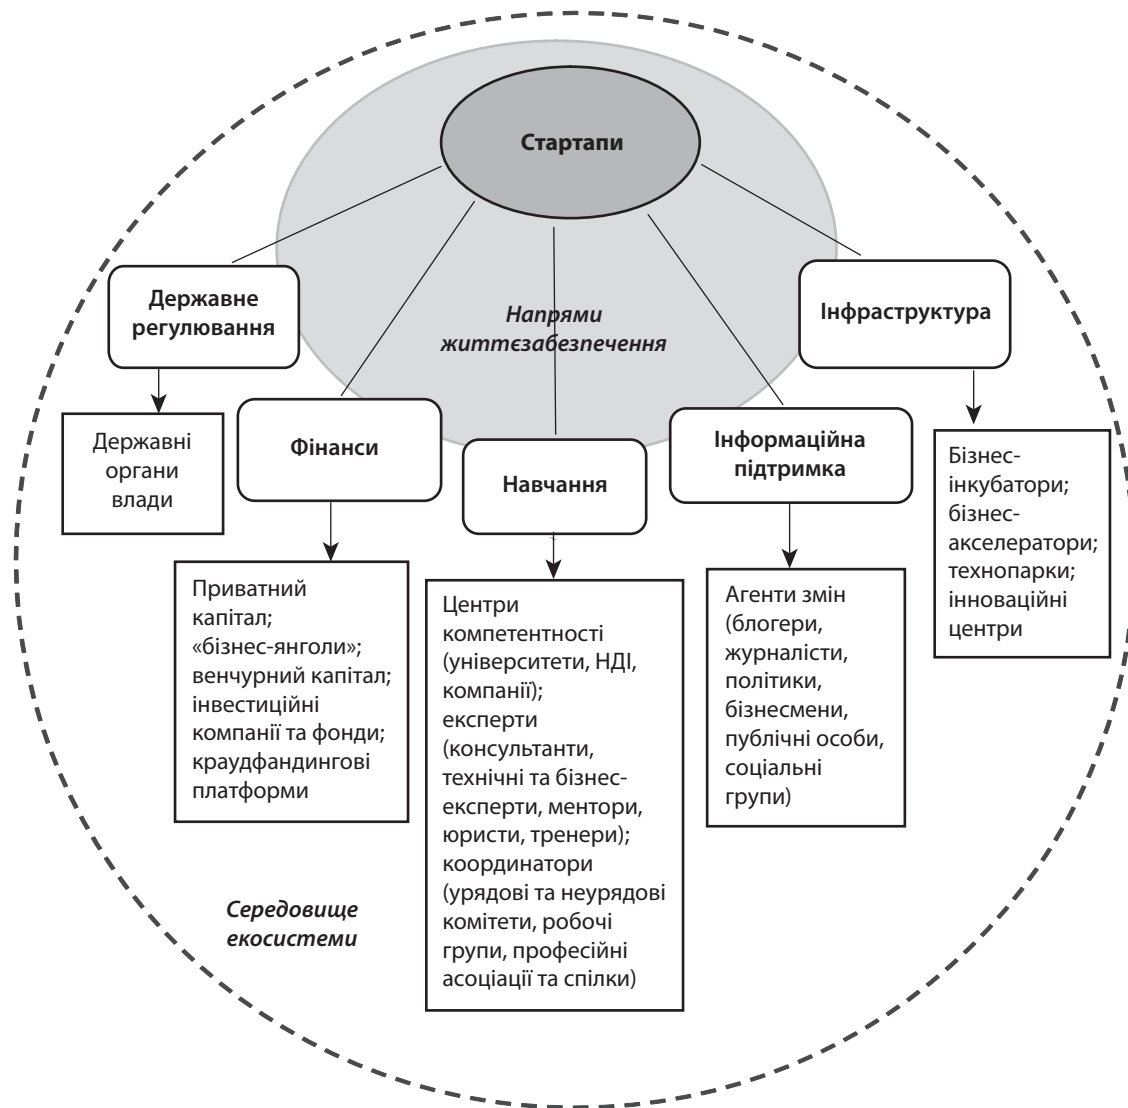 Стартапи
Державне
регулювання
Напрями
життєзабезпечення
Інфраструктура
Державні
органи
влади
Фінанси
Навчання
Інформаційна
підтримка
Бізнес-
інкубатори;
бізнес-
акселератори;
технопарки;
інноваційні
центри
Приватний
капітал;
«бізнес-янголи»;
венчурний капітал;
інвестиційні
компанії та фонди;
краудфандингові
платформи
Центри
компетентності
(університети, НДІ,
компанії);
експерти
(консультанти,
технічні та бізнес-
експерти, ментори,
юристи, тренери);
координатори
(урядові та неурядові
комітети, робочі
групи, професійні
асоціації та спілки)
Агенти змін
(блогери,
журналісти,
політики,
бізнесмени,
публічні особи,
соціальні
групи)
Середовище
екосистеми